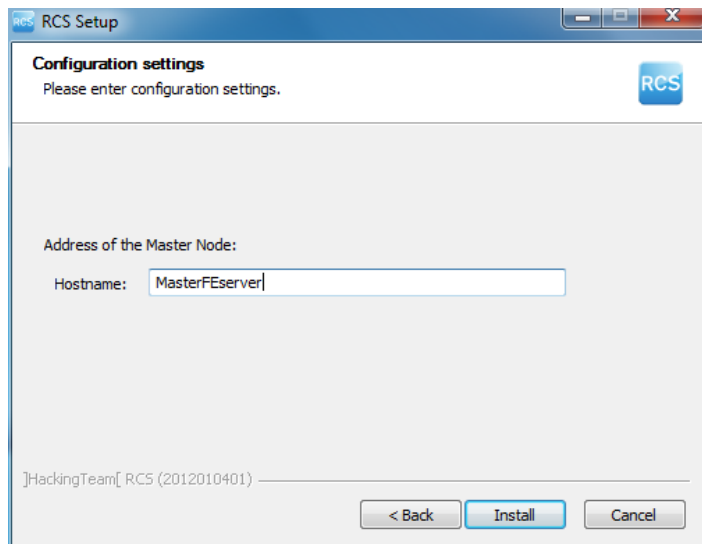 RCS RCS Setup
Configuration settings
Please enter configuration settings.
RCS
Address of the Master Node:
Hostname: MasterFEserver
]HackingTeam[ RCS (2012010401)
< Back Install Cancel